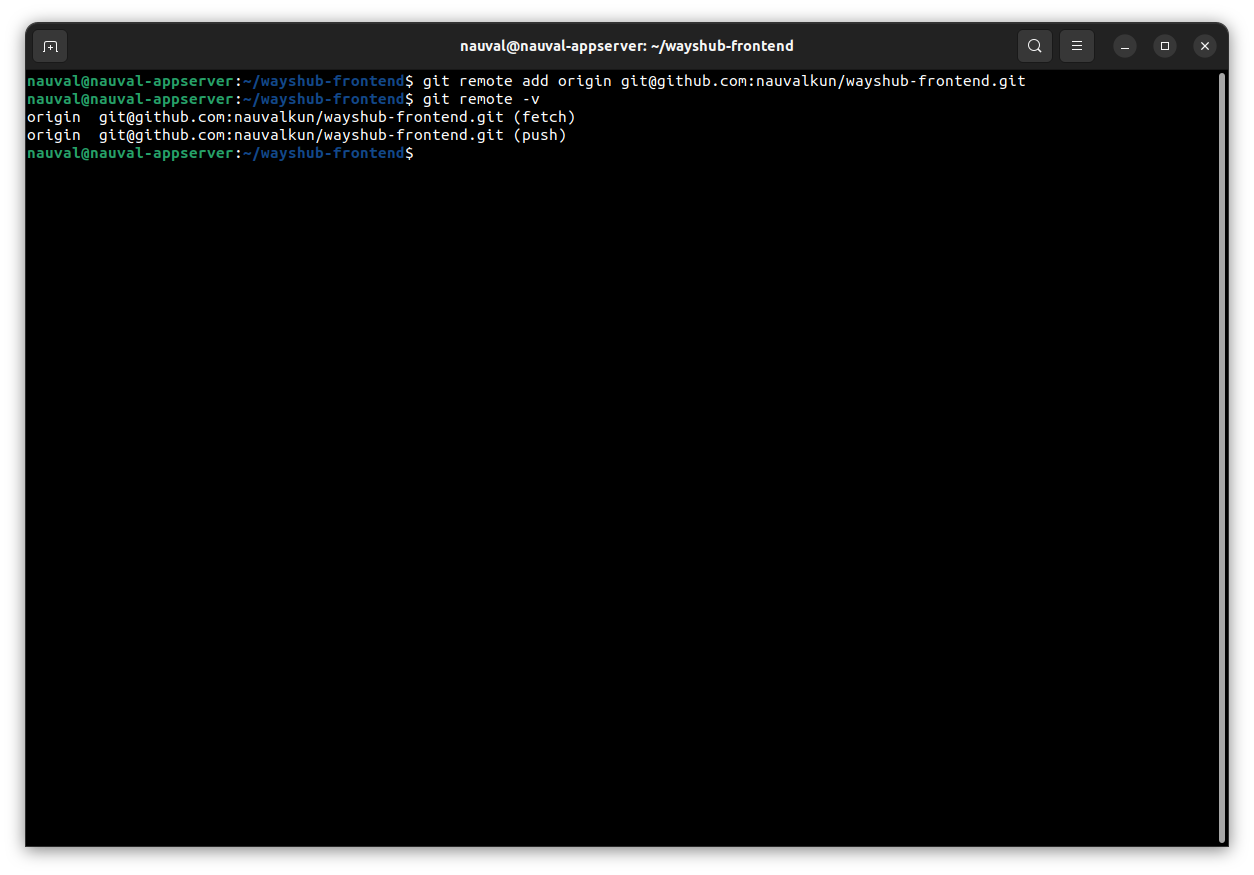 nauval@nauval-appserver: ~/wayshub-frontend
nauval@nauval-appserver:~/wayshub-frontend$ git remote add origin git@github.com:nauvalkun/wayshub-frontend.git
nauval@nauval-appserver:~/wayshub-frontend$ git remote -v
origin  git@github.com:nauvalkun/wayshub-frontend.git (fetch)
origin  git@github.com:nauvalkun/wayshub-frontend.git (push)
nauval@nauval-appserver:~/wayshub-frontend$